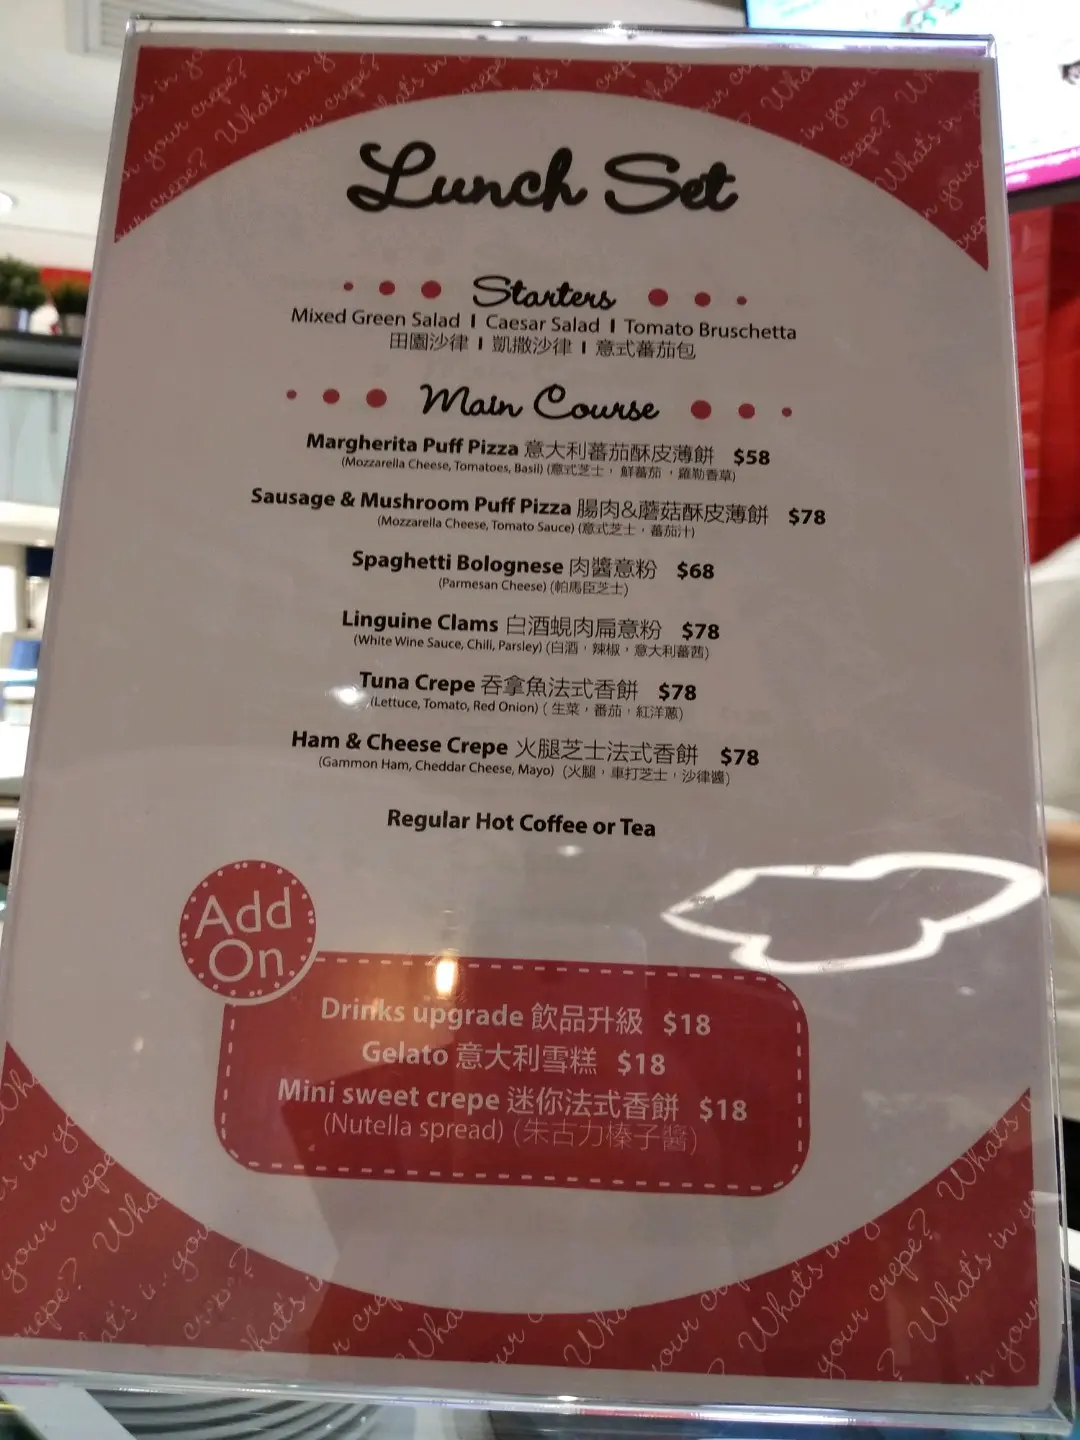 Lunch Set
Starters
Mixed Green Salad | Caesar Salad | Tomato Bruschetta
田園沙律 | 凱撒沙律 | 意式蕃茄包
Main Course
Margherita Puff Pizza 意大利蕃茄酥皮薄餅 $58
(Mozzarella Cheese, Tomatoes, Basil) (意式芝士，鮮蕃茄，羅勒香草)
Sausage & Mushroom Puff Pizza 腸肉&蘑菇酥皮薄餅 $78
(Mozzarella Cheese, Tomato Sauce) (意式芝士，蕃茄汁)
Spaghetti Bolognese 肉醬意粉 $68
(Parmesan Cheese) (帕馬臣芝士)
Linguine Clams 白酒蜆肉扁意粉 $78
(White Wine Sauce, Chili, Parsley) (白酒，辣椒，意大利蕃茜)
Tuna Crepe 吞拿魚法式香餅 $78
(Lettuce, Tomato, Red Onion) (生菜，番茄，紅洋蔥)
Ham & Cheese Crepe 火腿芝士法式香餅 $78
(Gammon Ham, Cheddar Cheese, Mayo) (火腿，車打芝士，沙律醬)
Regular Hot Coffee or Tea
Add
On
Drinks upgrade 飲品升級 $18
Gelato 意大利雪糕 $18
Mini sweet crepe 迷你法式香餅 $18
(Nutella spread) (朱古力榛子醬)
What's in your crepe?